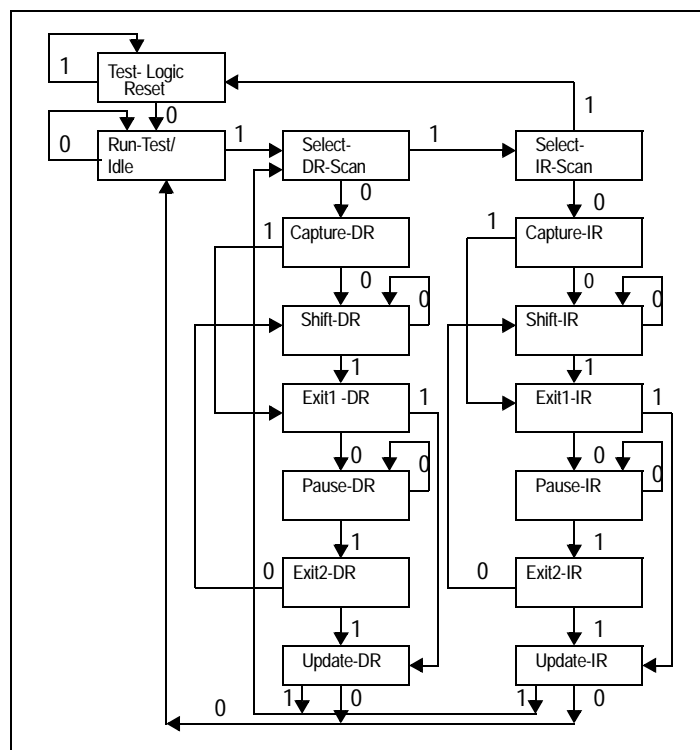 1
Test- Logic
Reset
0
1
0
Run-Test/
Idle
1
Select-
DR-Scan
1
Select-
IR-Scan
0
0
1
Capture-DR
1
Capture-IR
0
0
Shift-DR
0
Shift-IR
0
1
1
Exit1 -DR
1
Exit1-IR
1
0
0
Pause-DR
0
Pause-IR
0
1
1
0
Exit2-DR
0
Exit2-IR
1
1
Update-DR
Update-IR
1
0
1
0
0